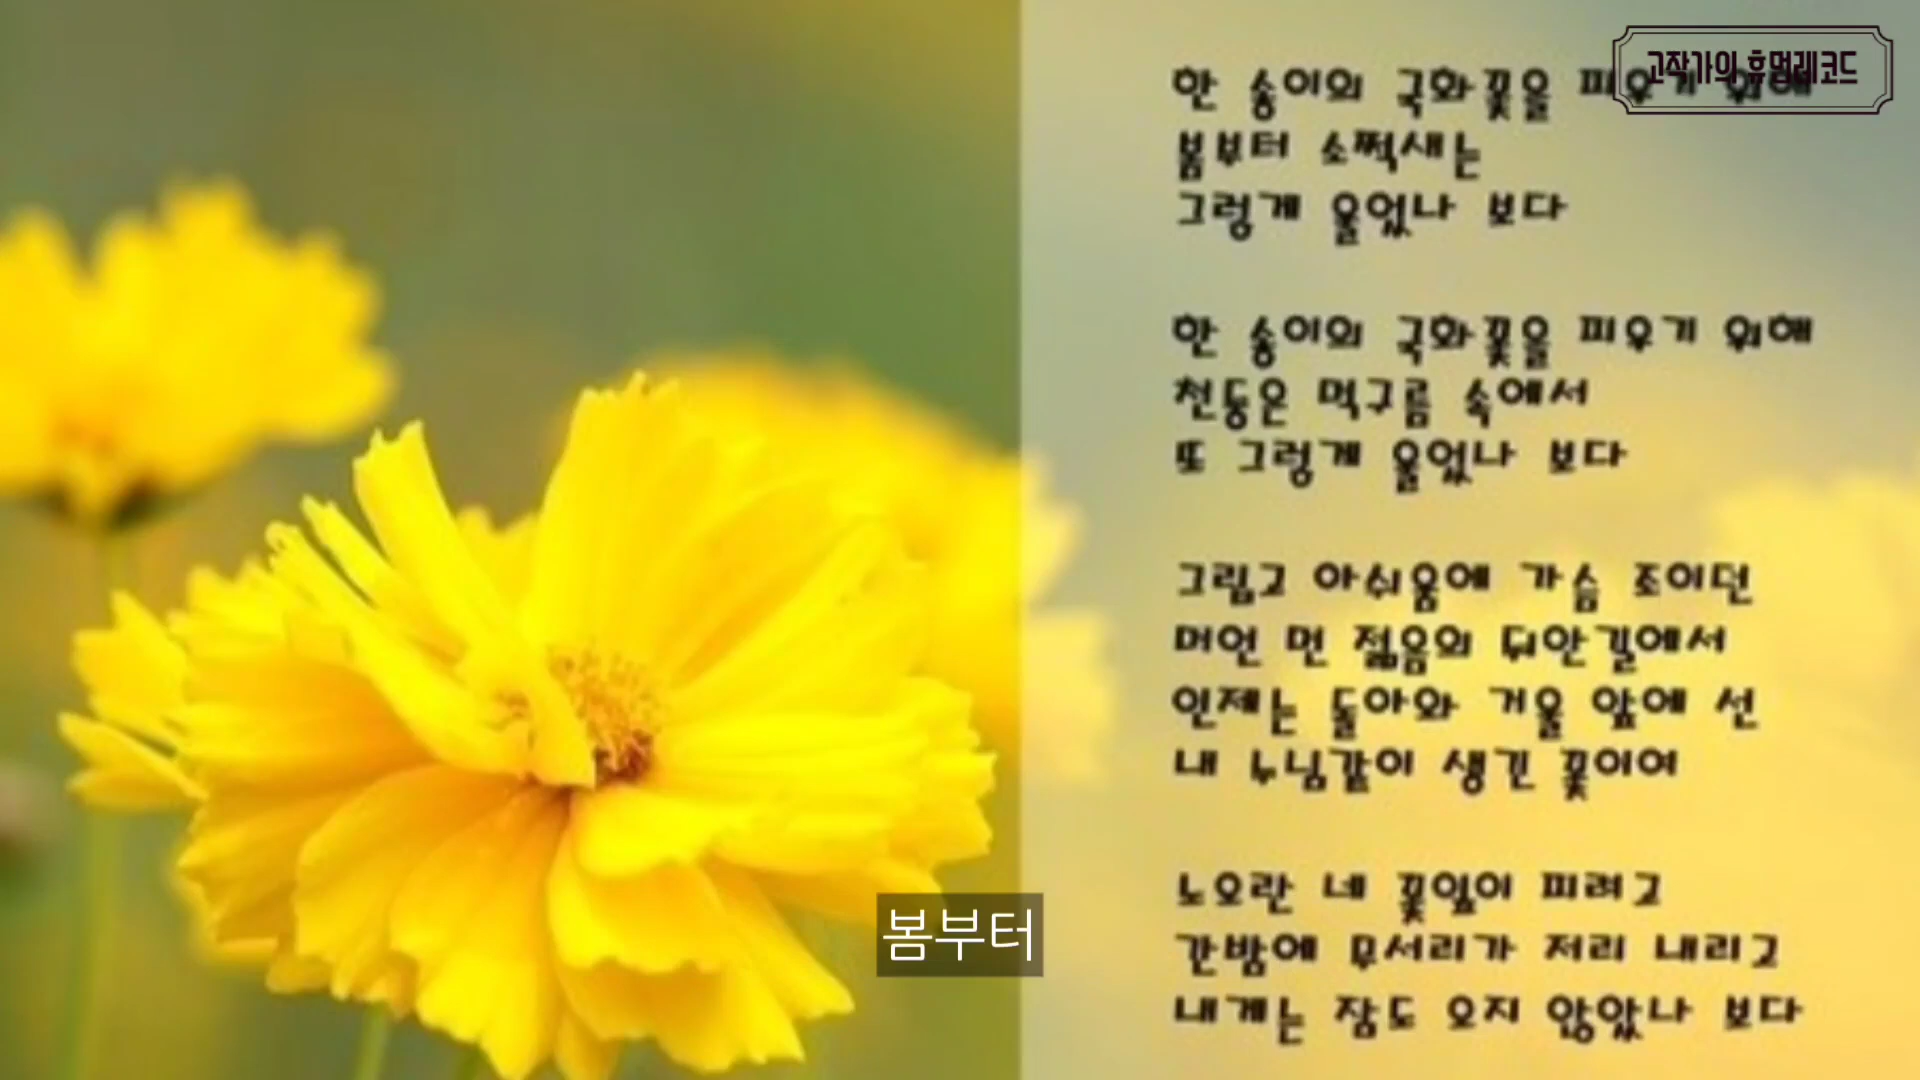 고작가의 휴먼레코드
한 송이의 국화꽃을 피우기 위해
봄부터 소쩍새는
그렇게 울었나 보다
한 송이의 국화꽃을 피우기 위해
천둥은 먹구름 속에서
또 그렇게 울었나 보다
그립고 아쉬움에 가슴 조이던
머언 먼 젊음의 뒤안길에서
인제는 돌아와 거울 앞에 선
내 누님같이 생긴 꽃이여
노오란 네 꽃잎이 피려고
간밤에 무서리가 저리 내리고
내게는 잠도 오지 않았나 보다
봄부터